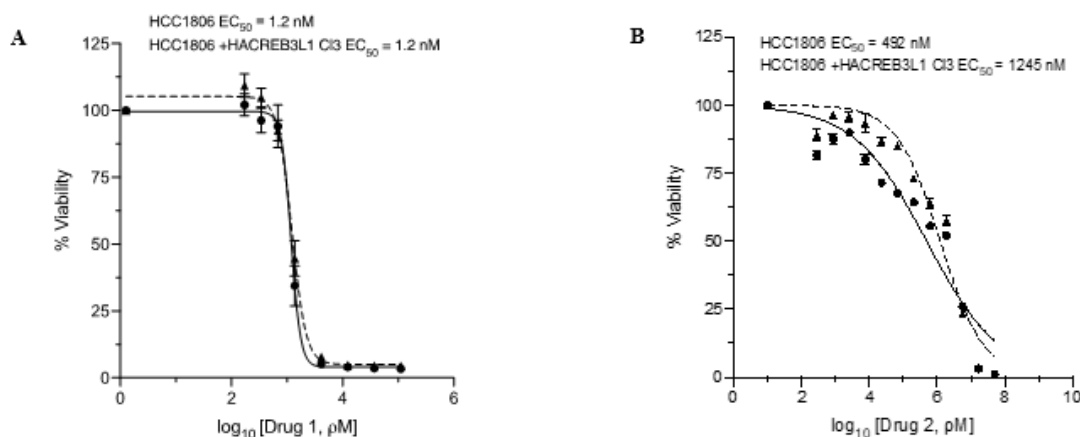 A
HCC1806 EC50 = 1.2 nM
HCC1806 +HACREB3L1 Cl3 EC50 = 1.2 nM
125
100
75
50
25
0
% Viability
0
2
4
6
log10 [Drug 1, ρM]
B
HCC1806 EC50 = 492 nM
HCC1806 +HACREB3L1 Cl3 EC50 = 1245 nM
125
100
75
50
25
0
% Viability
0
2
4
6
8
10
log10 [Drug 2, ρM]